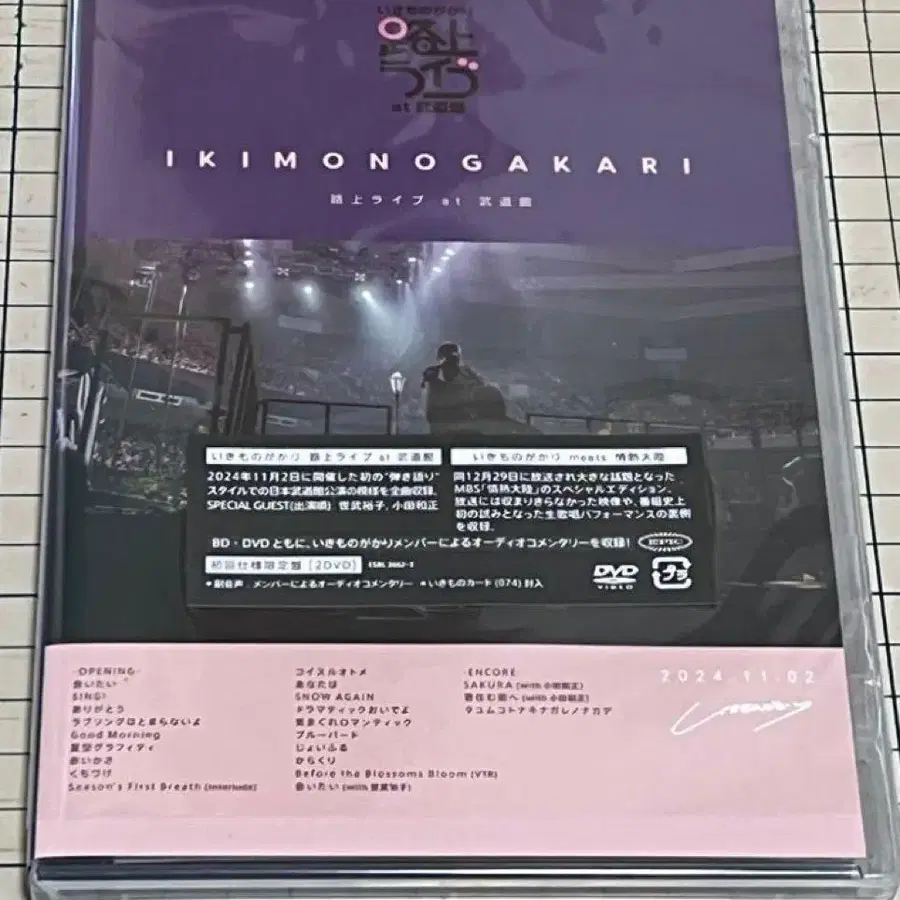 いきものがかり
路上
ライブ
at 武道館
IKIMONOGAKARI
路上ライブ at 武道館
いきものがかり 路上ライブ at 武道館
2024年11月2日に開催した初の"弾き語り"
スタイルでの日本武道館公演の模様を全曲収録。
SPECIAL GUEST(出演順) 世武裕子、小田和正
いきものがかり meets 情熱大陸
同12月29日に放送され大きな話題となった
MBS「情熱大陸」のスペシャルエディション。
放送には収まりきらなかった映像や、番組史上
初の試みとなった生歌唱パフォーマンスの裏側
を収録。
BD・DVDともに、いきものがかりメンバーによるオーディオコメンタリーを収録!
EPIC
初回仕様限定盤 [2DVD]
DVD
VIDEO
プラ
*副音声:メンバーによるオーディオコメンタリー *いきものカード(074)封入
-OPENING-
会いたい
SING!
ありがとう
ラブソングはとまらないよ
Good Morning
夏空グラフィティ
赤いかさ
くちづけ
Season's First Breath (Interlude)
コイスルオトメ
あなたは
SNOW AGAIN
ドラマティックおいでよ
気まぐれロマンティック
ブルーバード
じょいふる
からくり
Before the Blossoms Bloom (VTR)
会いたい (with 世武裕子)
-ENCORE-
SAKURA (with 小田和正)
帰りたくなったよ (with 小田和正)
タユムコトナキナガレノナカデ
2024.11.02